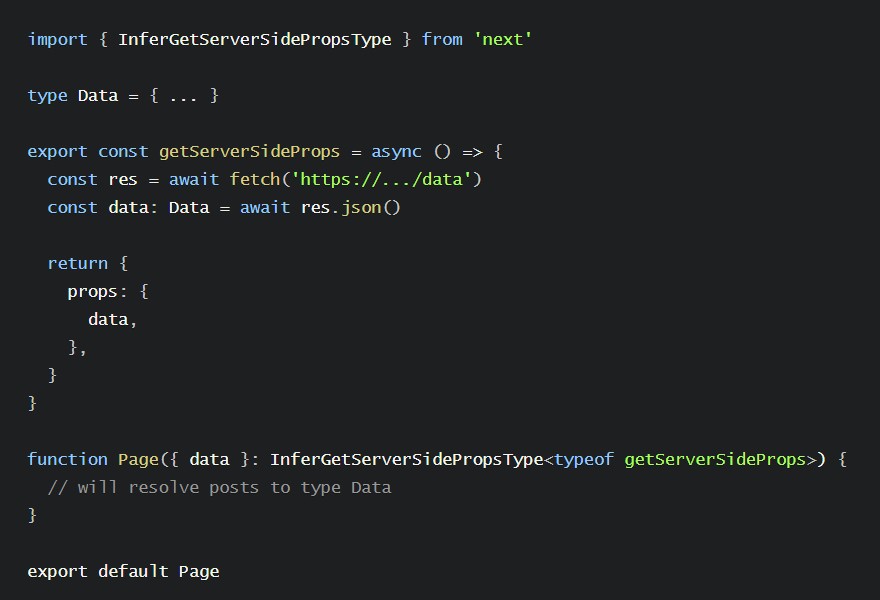 import { InferGetServerSidePropsType } from 'next'
type Data = { ... }
export const getServerSideProps = async () => {
  const res = await fetch('https://.../data')
  const data: Data = await res.json()
  return {
    props: {
      data,
    },
  }
}
function Page({ data }: InferGetServerSidePropsType<typeof getServerSideProps>) {
  // will resolve posts to type Data
}
export default Page